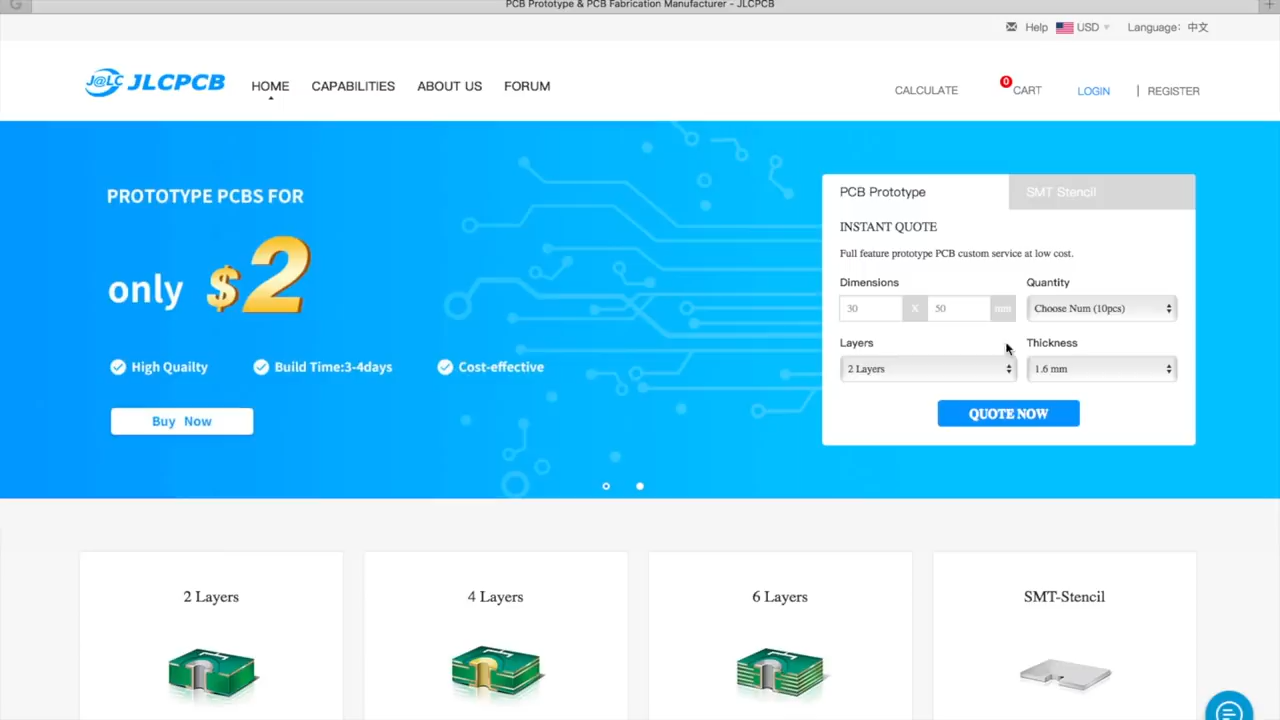 PCB Prototype & PCB Fabrication Manufacturer - JLCPCB
Help USD Language: 中文
J@LC JLCPCB HOME CAPABILITIES ABOUT US FORUM CALCULATE 0 CART LOGIN | REGISTER
PROTOTYPE PCBS FOR
only $2
High Quailty Build Time:3-4days Cost-effective
Buy Now
PCB Prototype SMT Stencil
INSTANT QUOTE
Full feature prototype PCB custom service at low cost.
Dimensions Quantity
30 X 50 mm Choose Num (10pcs)
Layers Thickness
2 Layers 1.6 mm
QUOTE NOW
2 Layers 4 Layers 6 Layers SMT-Stencil